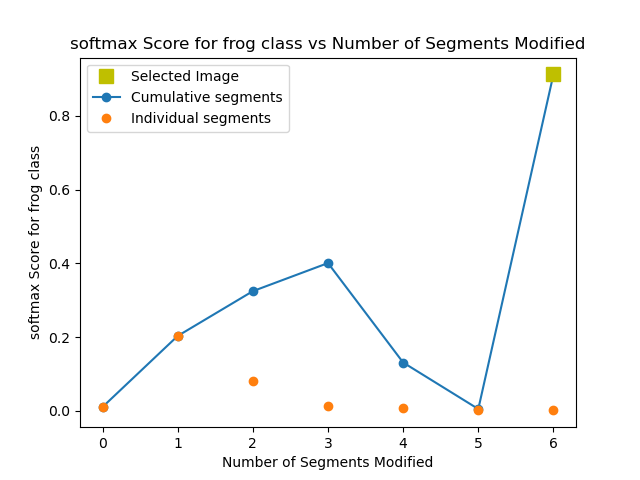 softmax Score for frog class vs Number of Segments Modified
Selected Image
Cumulative segments
Individual segments
softmax Score for frog class
0.8
0.6
0.4
0.2
0.0
0 1 2 3 4 5 6
Number of Segments Modified